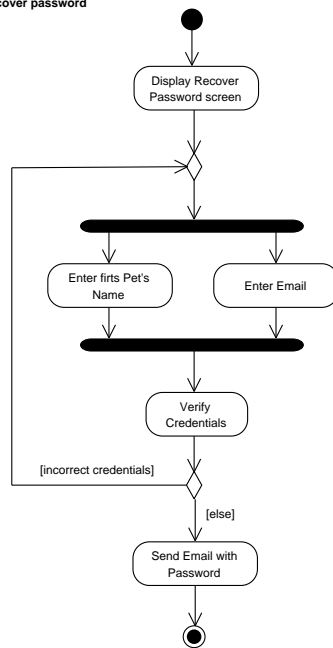 cover password
Display Recover
Password screen
Enter firts Pet's
Name
Enter Email
Verify
Credentials
[incorrect credentials]
[else]
Send Email with
Password